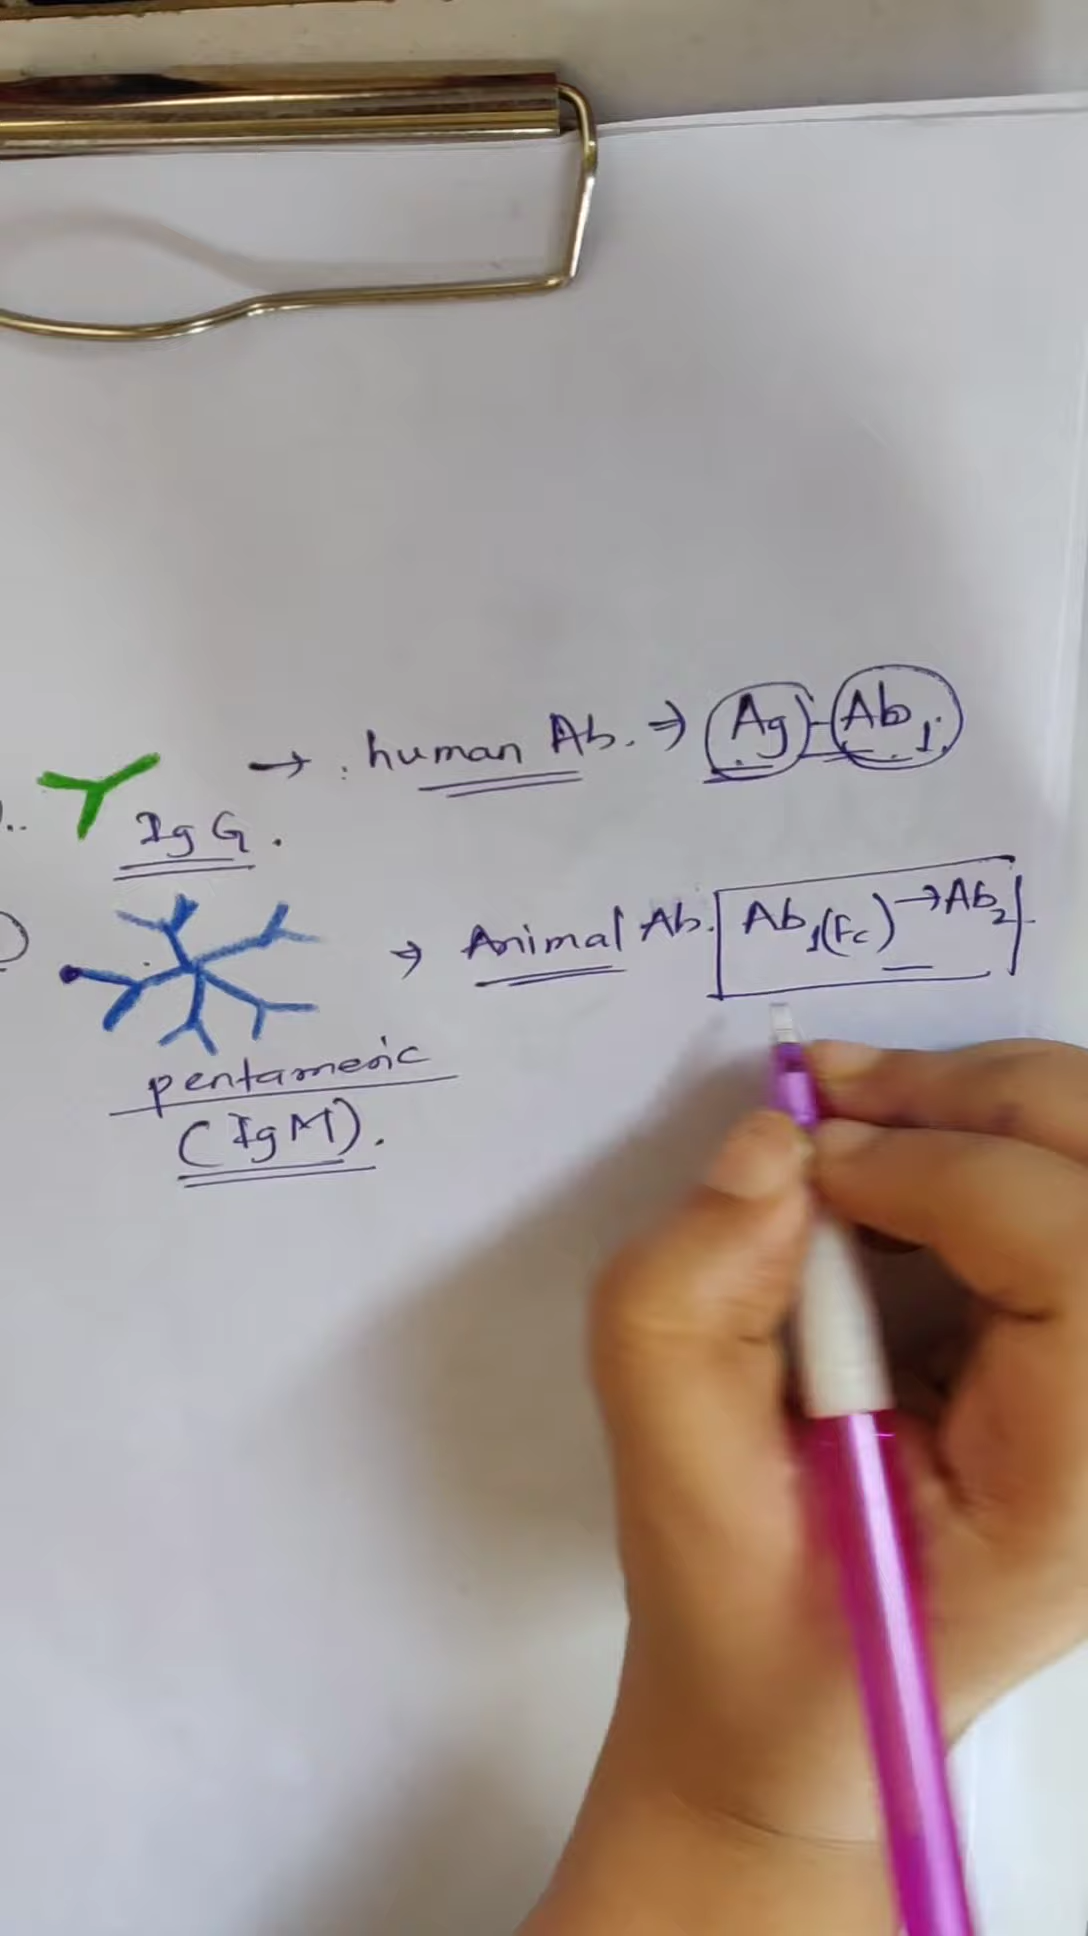 → . human Ab. ⇒ Ag - Ab1.
IgG.
→ Animal Ab. Ab1(Fc) → Ab2.
pentameric
(IgM).